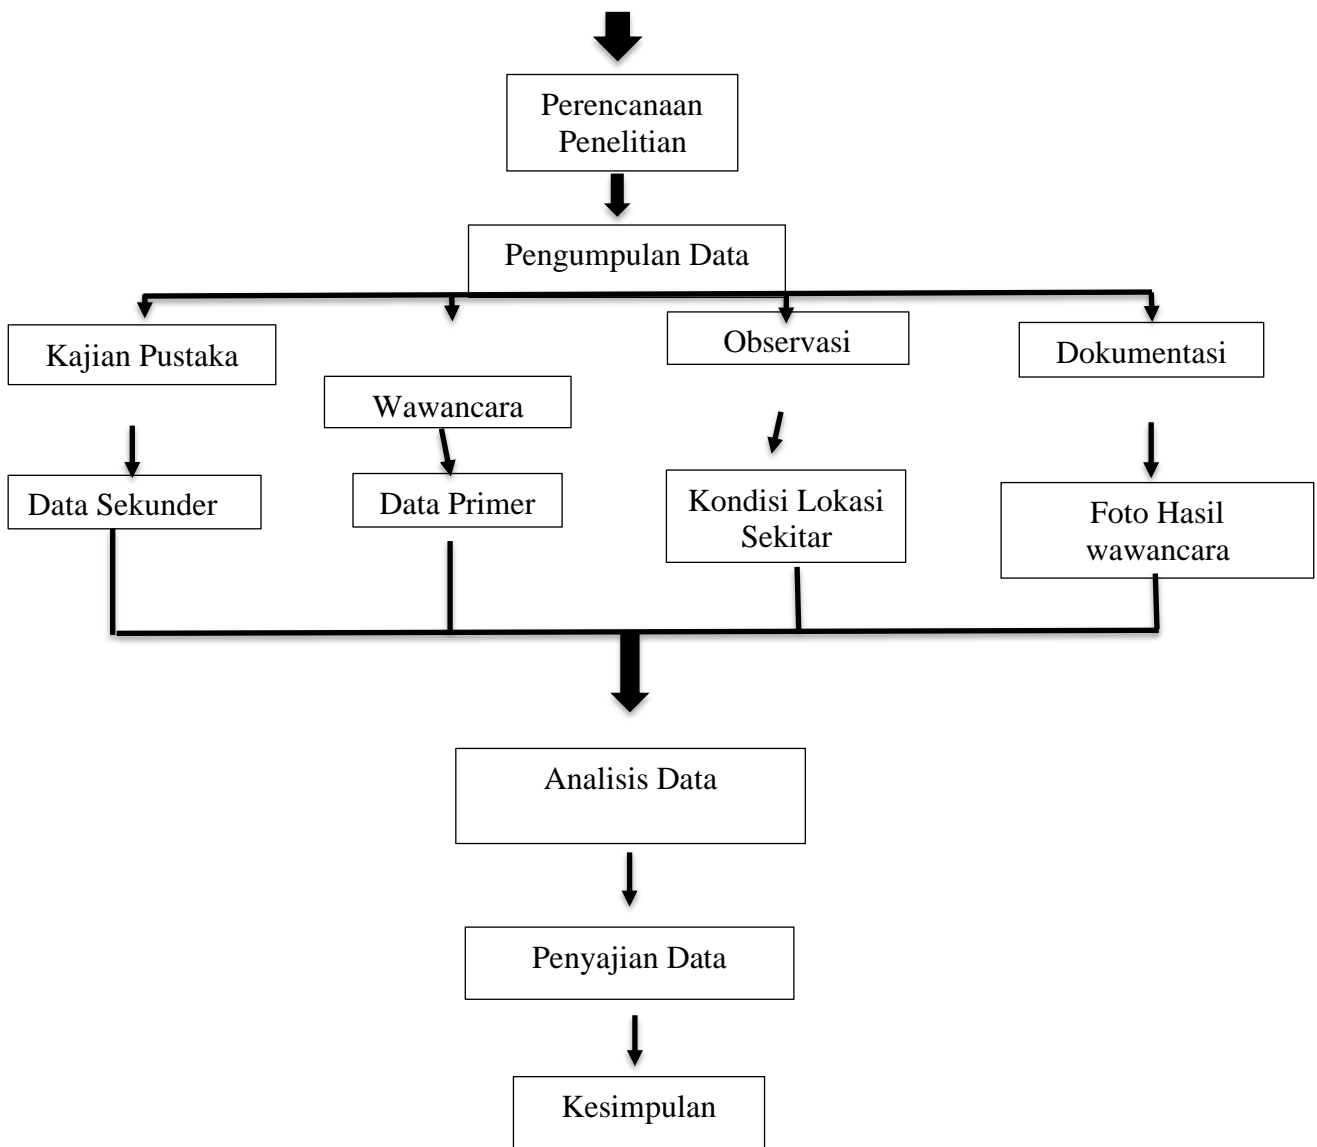 Perencanaan
Penelitian
Pengumpulan Data
Kajian Pustaka
Wawancara
Observasi
Dokumentasi
Data Sekunder
Data Primer
Kondisi Lokasi
Sekitar
Foto Hasil
wawancara
Analisis Data
Penyajian Data
Kesimpulan